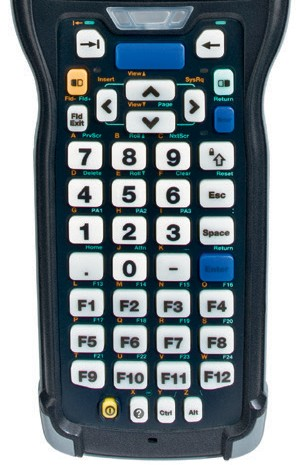 Insert View▲ SysRq
Fld- Fld+ View▼ Page Return
Fld Exit
A PrvScr B Roll▲ C NxtScr
7 8 9
D Delete E Roll▼ F Clear Reset
4 5 6 Esc
G PA1 H PA2 I PA3
1 2 3 Space
Home J Attn K Return
. 0 -
L F13 M F14 N F15 O F16
F1 F2 F3 F4
P F17 Q F18 R F19 S F20
F5 F6 F7 F8
T F21 U F22 V F23 W F24
F9 F10 F11 F12
X Y Z
? Ctrl Alt